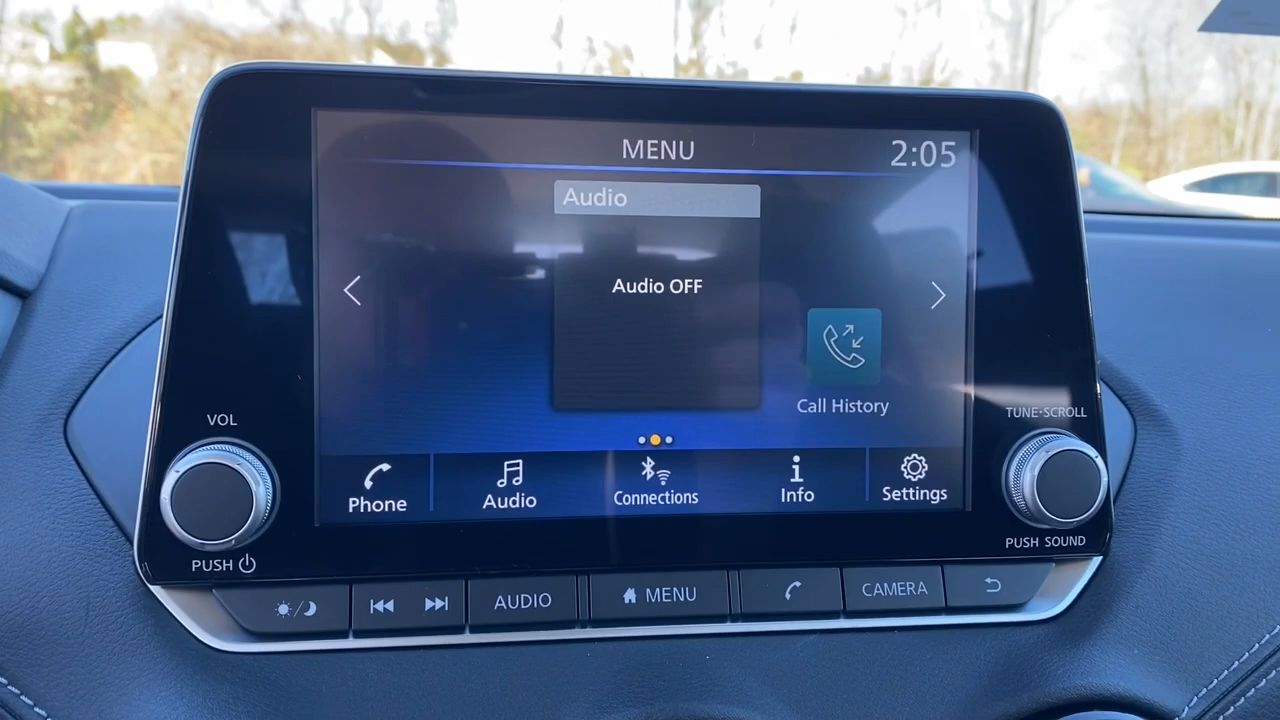 MENU
2:05
Audio
Audio OFF
Call History
VOL
TUNE•SCROLL
Phone
Audio
Connections
Info
Settings
PUSH
PUSH SOUND
AUDIO
MENU
CAMERA